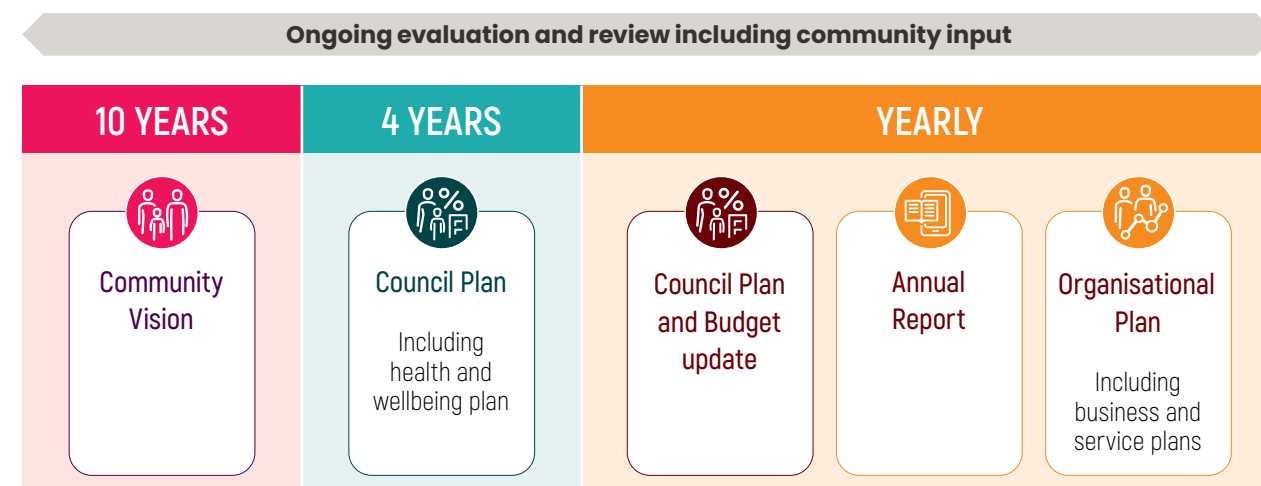 Ongoing evaluation and review including community input
10 YEARS
4 YEARS
YEARLY
Community
Vision
Council Plan
Including
health and
wellbeing plan
Council Plan
and Budget
update
Annual
Report
Organisational
Plan
Including
business and
service plans